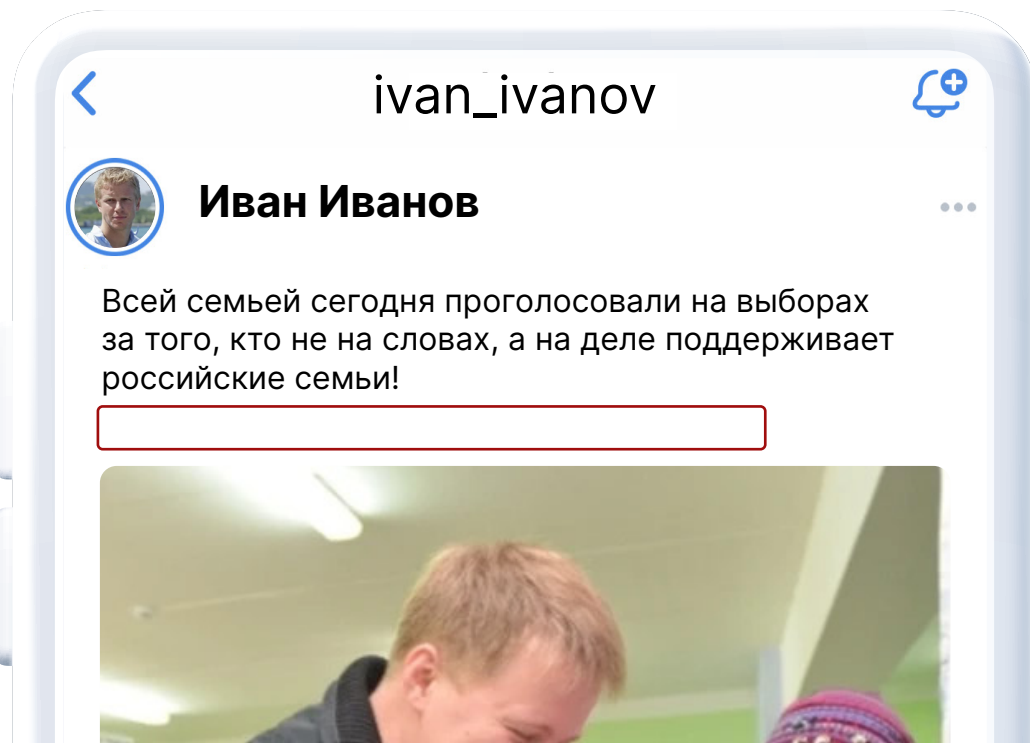 ivan_ivanov
Иван Иванов
Всей семьей сегодня проголосовали на выборах
за того, кто не на словах, а на деле поддерживает
российские семьи!